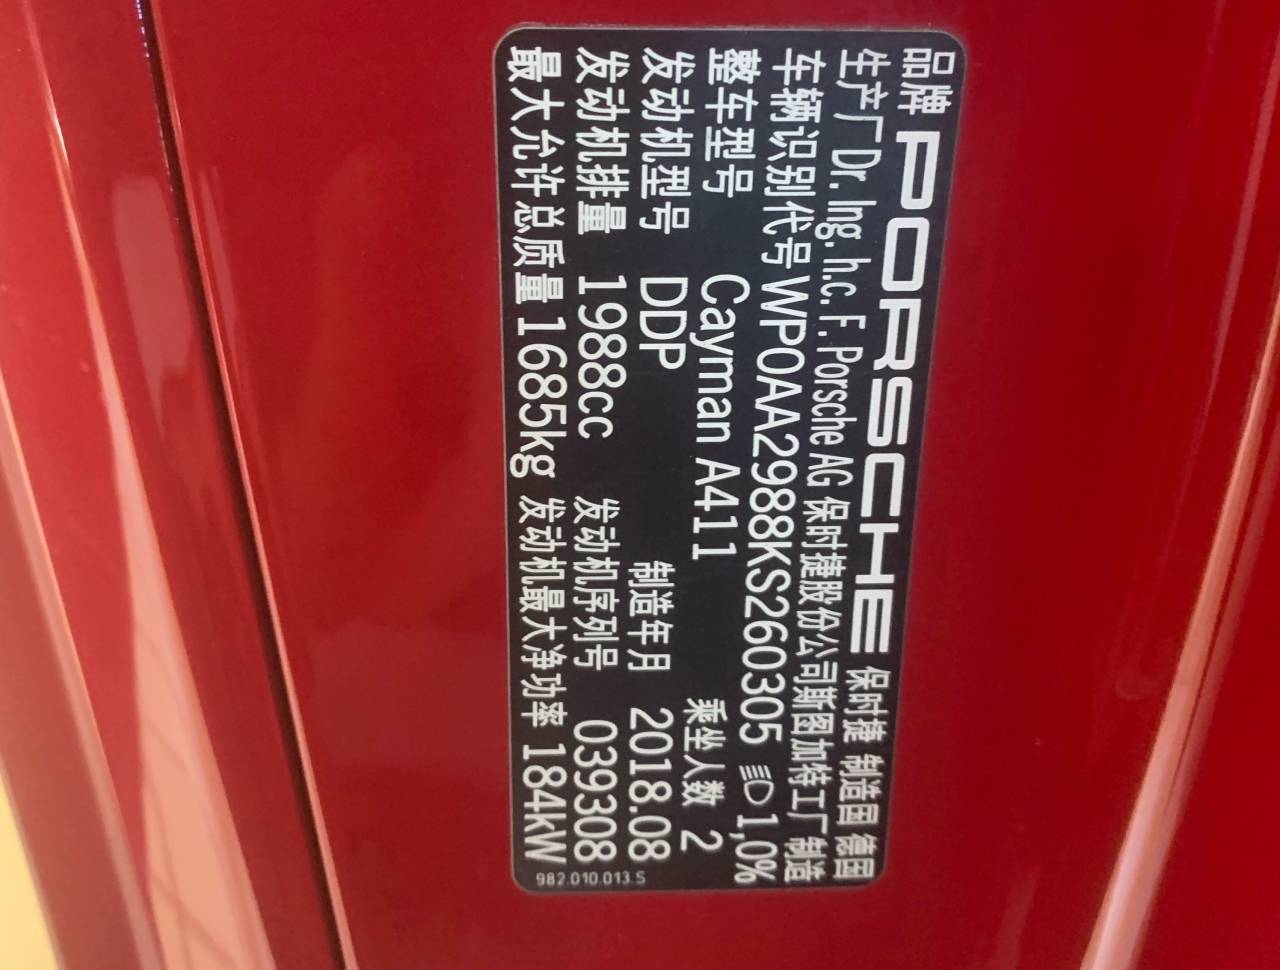 品牌 PORSCHE 保时捷 制造国 德国
生产厂 Dr. Ing. h.c. F. Porsche AG 保时捷股份公司斯图加特工厂 制造
车辆识别代号 WP0AA2988KS260305 1,0%
整车型号 Cayman A411 乘坐人数 2
发动机型号 DDP 制造年月 2018.08
发动机排量 1988cc 发动机序列号 039308
最大允许总质量 1685kg 发动机最大净功率 184kW
982.010.013.S